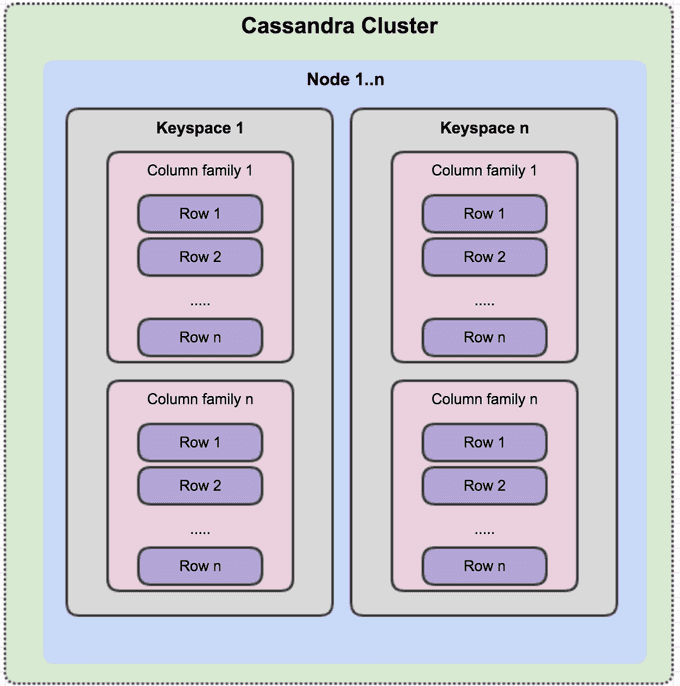 Cassandra Cluster
Node 1..n
Keyspace 1
Column family 1
Row 1
Row 2
.....
Row n
Column family n
Row 1
Row 2
.....
Row n
Keyspace n
Column family 1
Row 1
Row 2
.....
Row n
Column family n
Row 1
Row 2
.....
Row n